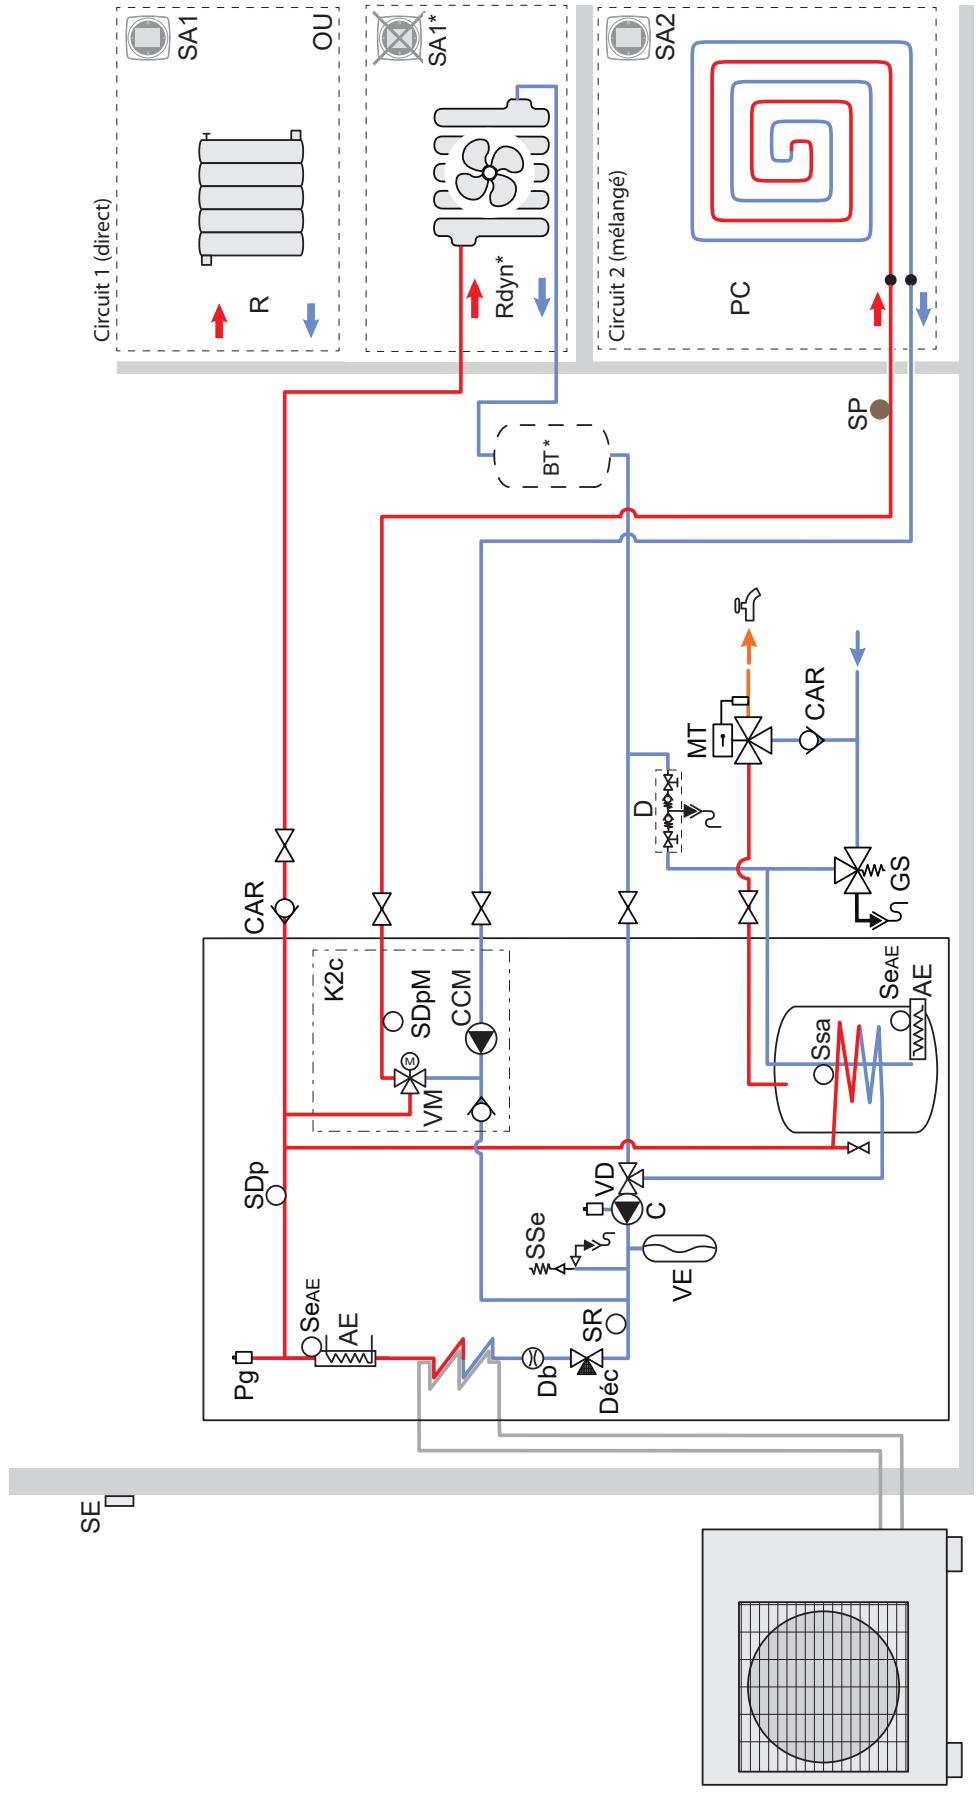 Circuit 1 (direct)
SA1
OU
R
SA1*
Rdyn*
Circuit 2 (mélangé)
SA2
PC
SP
BT*
CAR
MT
CAR
D
GS
K2c
SDpM
CCM
VM
SeAE
AE
Ssa
SDp
VD
C
SSe
VE
SeAE
AE
SR
Pg
Db
Déc
SE
M